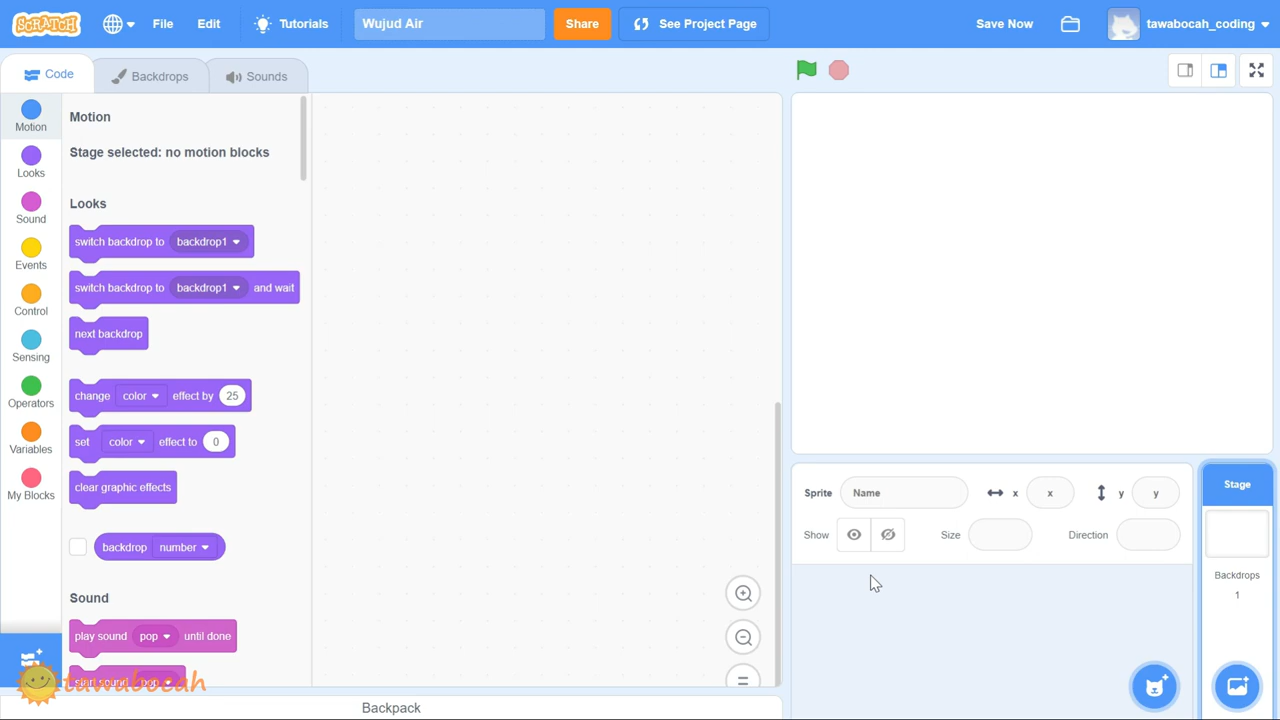 SCRATCH File Edit Tutorials Wujud Air Share See Project Page Save Now tawabocah_coding
Code Backdrops Sounds
Motion
Looks
Sound
Events
Control
Sensing
Operators
Variables
My Blocks
Motion
Stage selected: no motion blocks
Looks
switch backdrop to backdrop1
switch backdrop to backdrop1 and wait
next backdrop
change color effect by 25
set color effect to 0
clear graphic effects
backdrop number
Sound
play sound pop until done
start sound pop
tawabocah
Backpack
Sprite Name x x y y
Show Size Direction
Stage
Backdrops
1